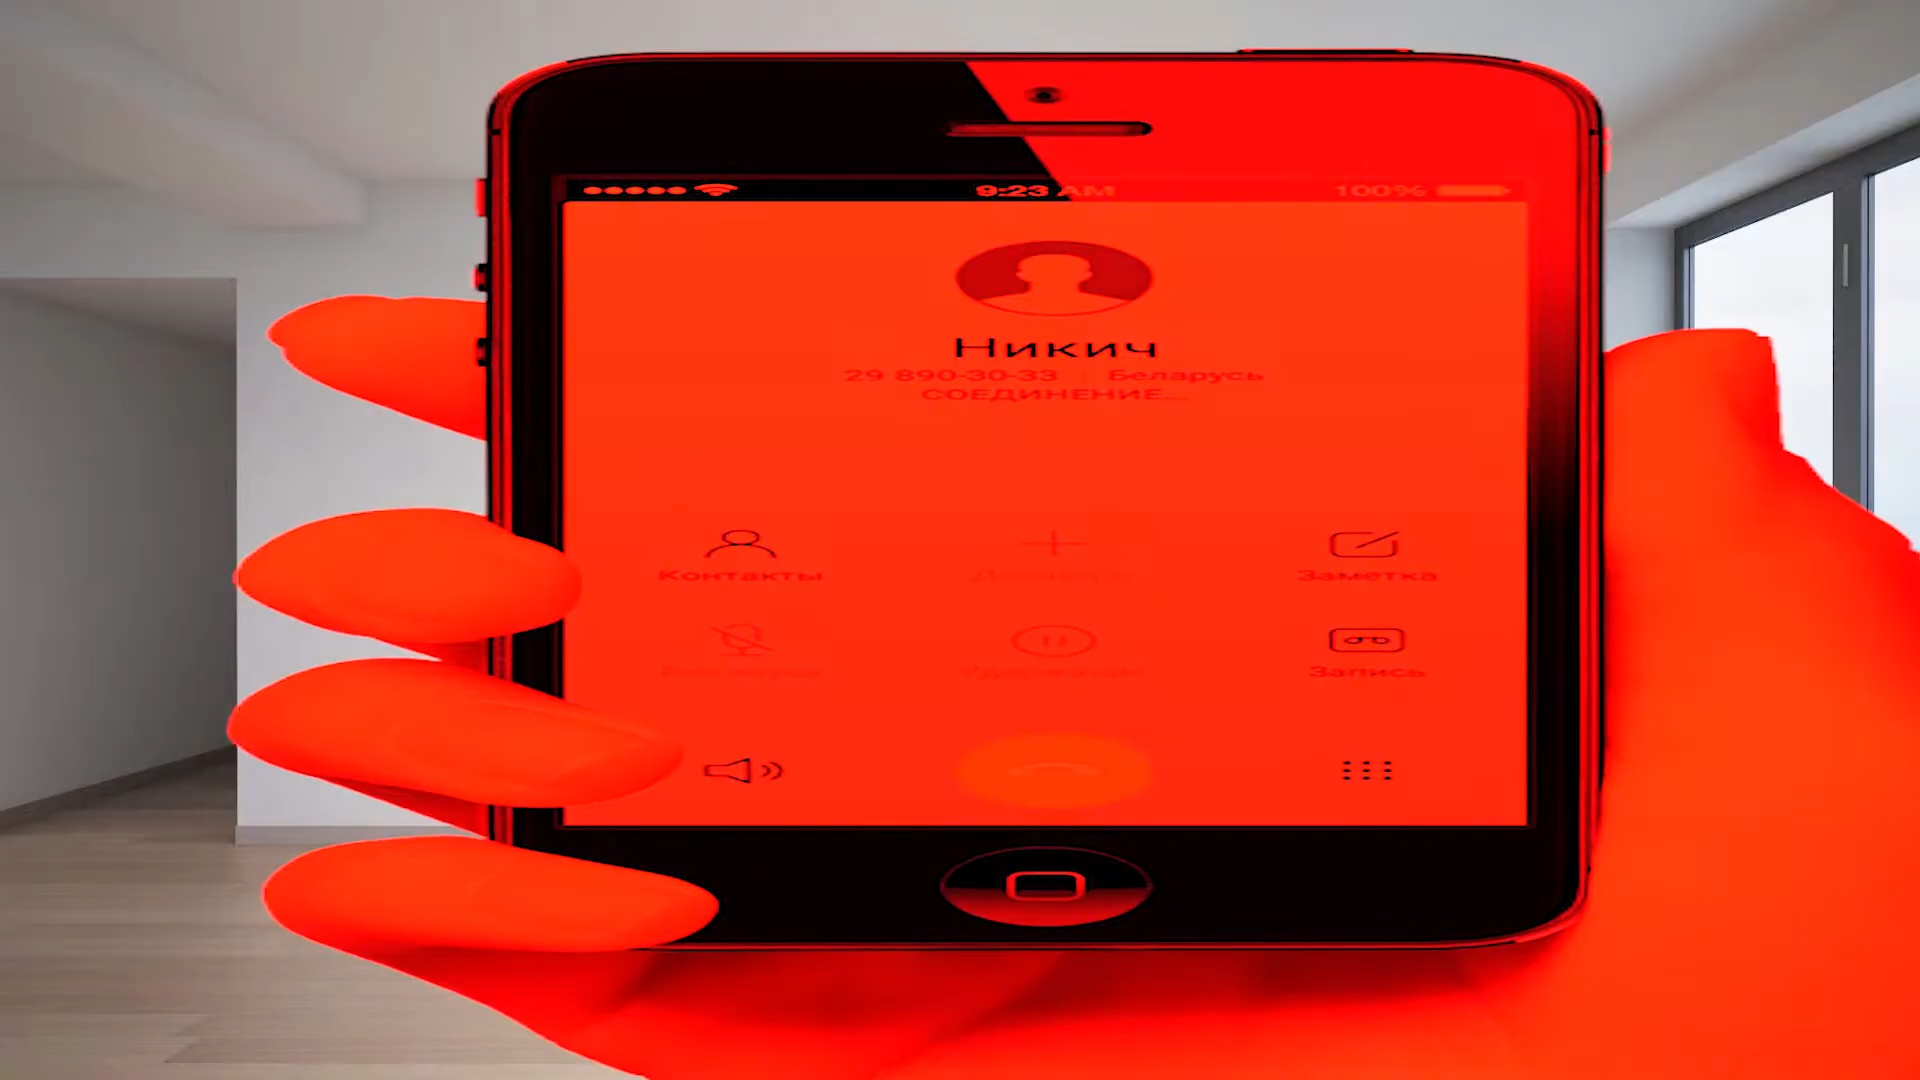 9:23 AM 100%
Никич
29 890-30-33 Беларусь
СОЕДИНЕНИЕ...
Контакты Заметка
Запись